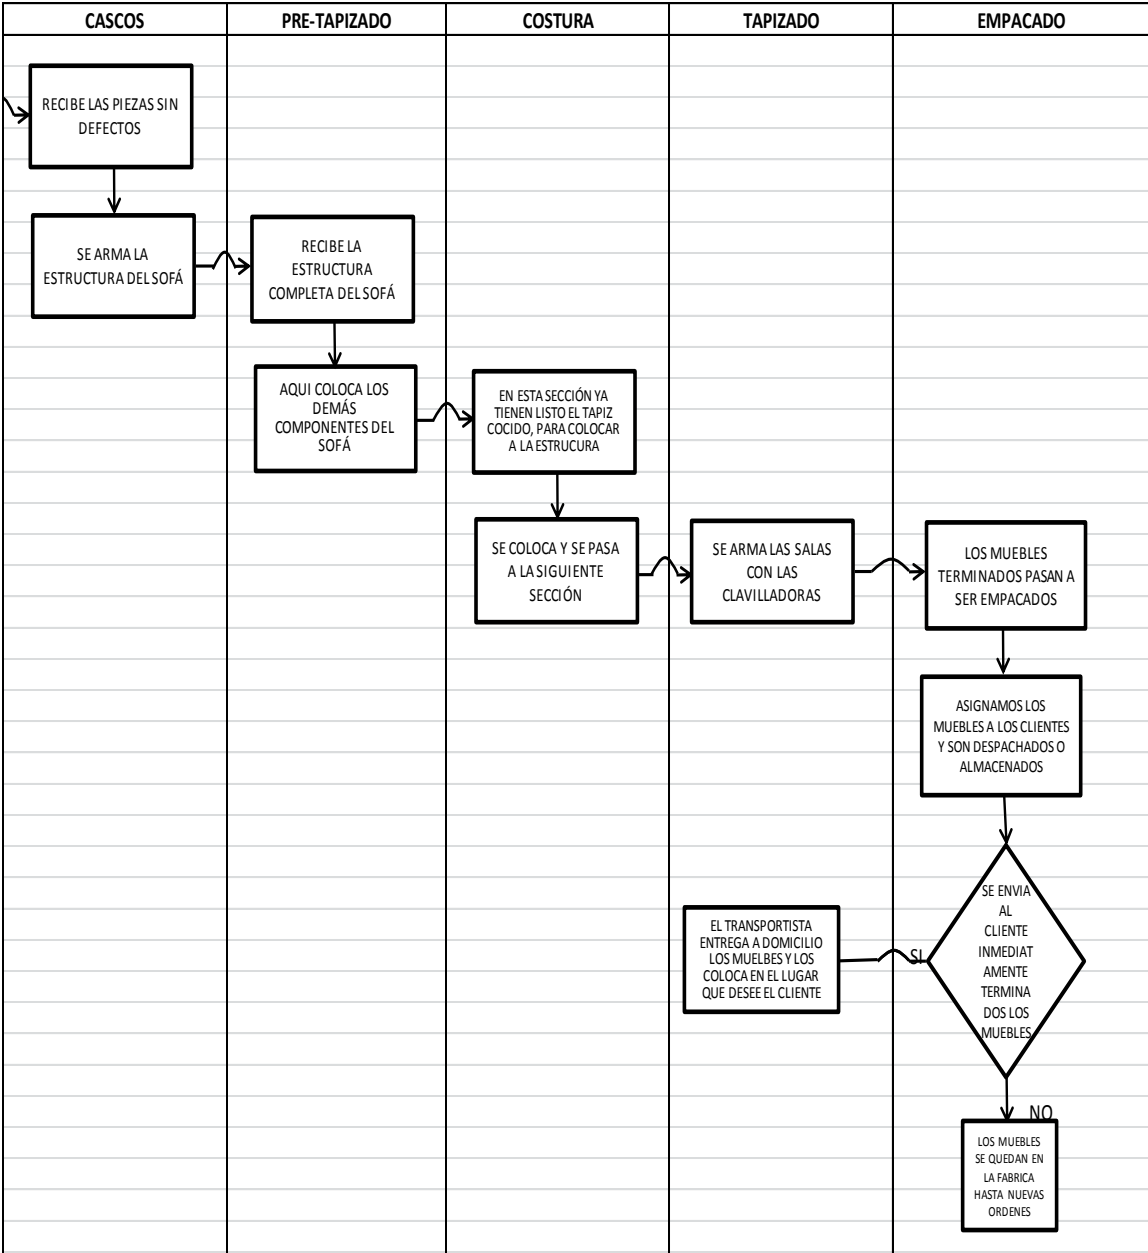 CASCOS
PRE-TAPIZADO
COSTURA
TAPIZADO
EMPACADO
RECIBE LAS PIEZAS SIN
DEFECTOS
SE ARMA LA
ESTRUCTURA DEL SOFÁ
RECIBE LA
ESTRUCTURA
COMPLETA DEL SOFÁ
AQUI COLOCA LOS
DEMÁS
COMPONENTES DEL
SOFÁ
EN ESTA SECCIÓN YA
TIENEN LISTO EL TAPIZ
COCIDO, PARA COLOCAR
A LA ESTRUCURA
SE COLOCA Y SE PASA
A LA SIGUIENTE
SECCIÓN
SE ARMA LAS SALAS
CON LAS
CLAVILLADORAS
LOS MUEBLES
TERMINADOS PASAN A
SER EMPACADOS
ASIGNAMOS LOS
MUEBLES A LOS CLIENTES
Y SON DESPACHADOS O
ALMACENADOS
SE ENVIA
AL
CLIENTE
INMEDIAT
AMENTE
TERMINA
DOS LOS
MUEBLES
SI
EL TRANSPORTISTA
ENTREGA A DOMICILIO
LOS MUELBES Y LOS
COLOCA EN EL LUGAR
QUE DESEE EL CLIENTE
NO
LOS MUEBLES
SE QUEDAN EN
LA FABRICA
HASTA NUEVAS
ORDENES